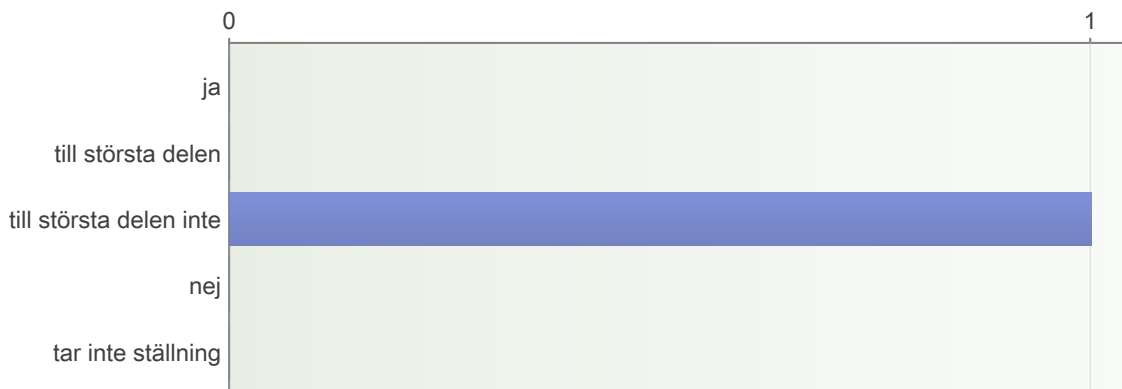 0 1
ja
till största delen
till största delen inte
nej
tar inte ställning